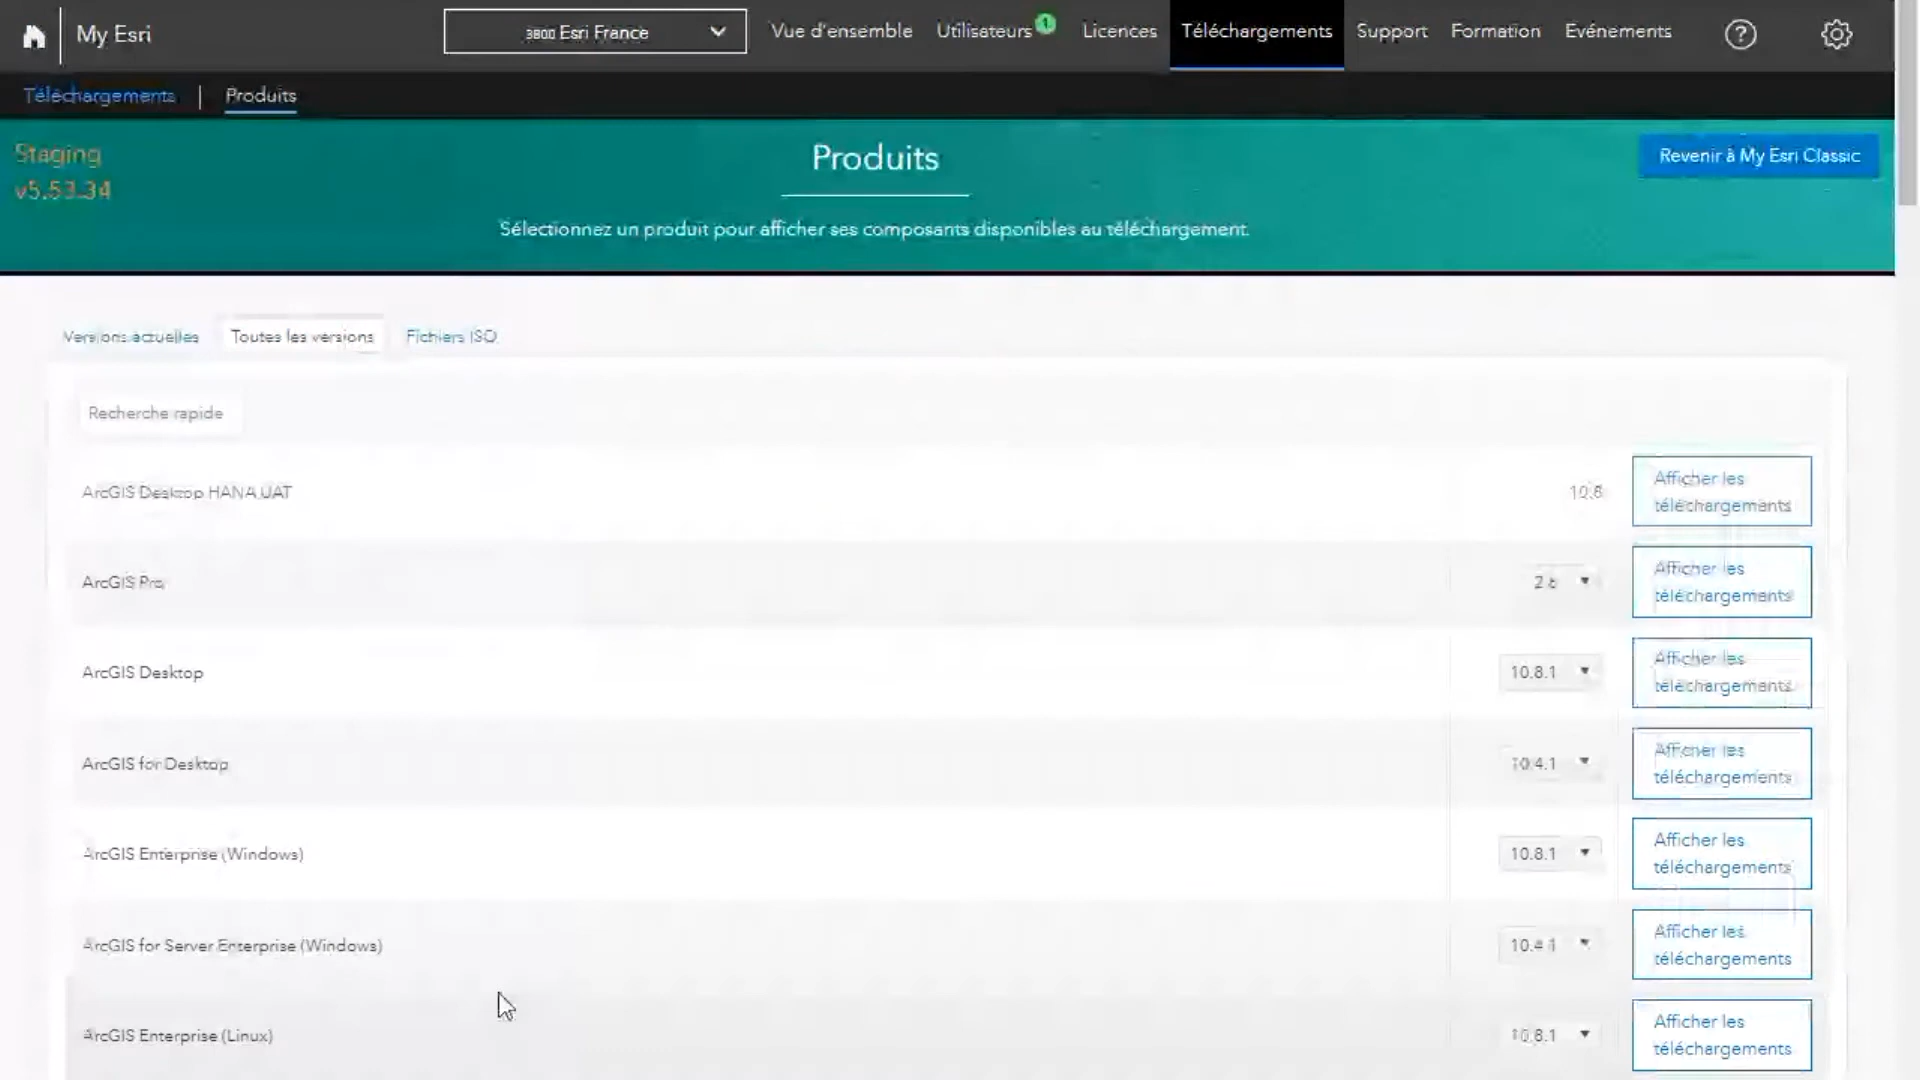 My Esri
3800 Esri France
Vue d'ensemble
Utilisateurs
1
Licences
Téléchargements
Support
Formation
Evénements
?
Téléchargements | Produits
Staging
v5.53.34
Produits
Revenir à My Esri Classic
Sélectionnez un produit pour afficher ses composants disponibles au téléchargement.
Versions actuelles
Toutes les versions
Fichiers ISO
Recherche rapide
ArcGIS Desktop HANA UAT
10.8
Afficher les
téléchargements
ArcGIS Pro
2.6
Afficher les
téléchargements
ArcGIS Desktop
10.8.1
Afficher les
téléchargements
ArcGIS for Desktop
10.4.1
Afficher les
téléchargements
ArcGIS Enterprise (Windows)
10.8.1
Afficher les
téléchargements
ArcGIS for Server Enterprise (Windows)
10.4.1
Afficher les
téléchargements
ArcGIS Enterprise (Linux)
10.8.1
Afficher les
téléchargements